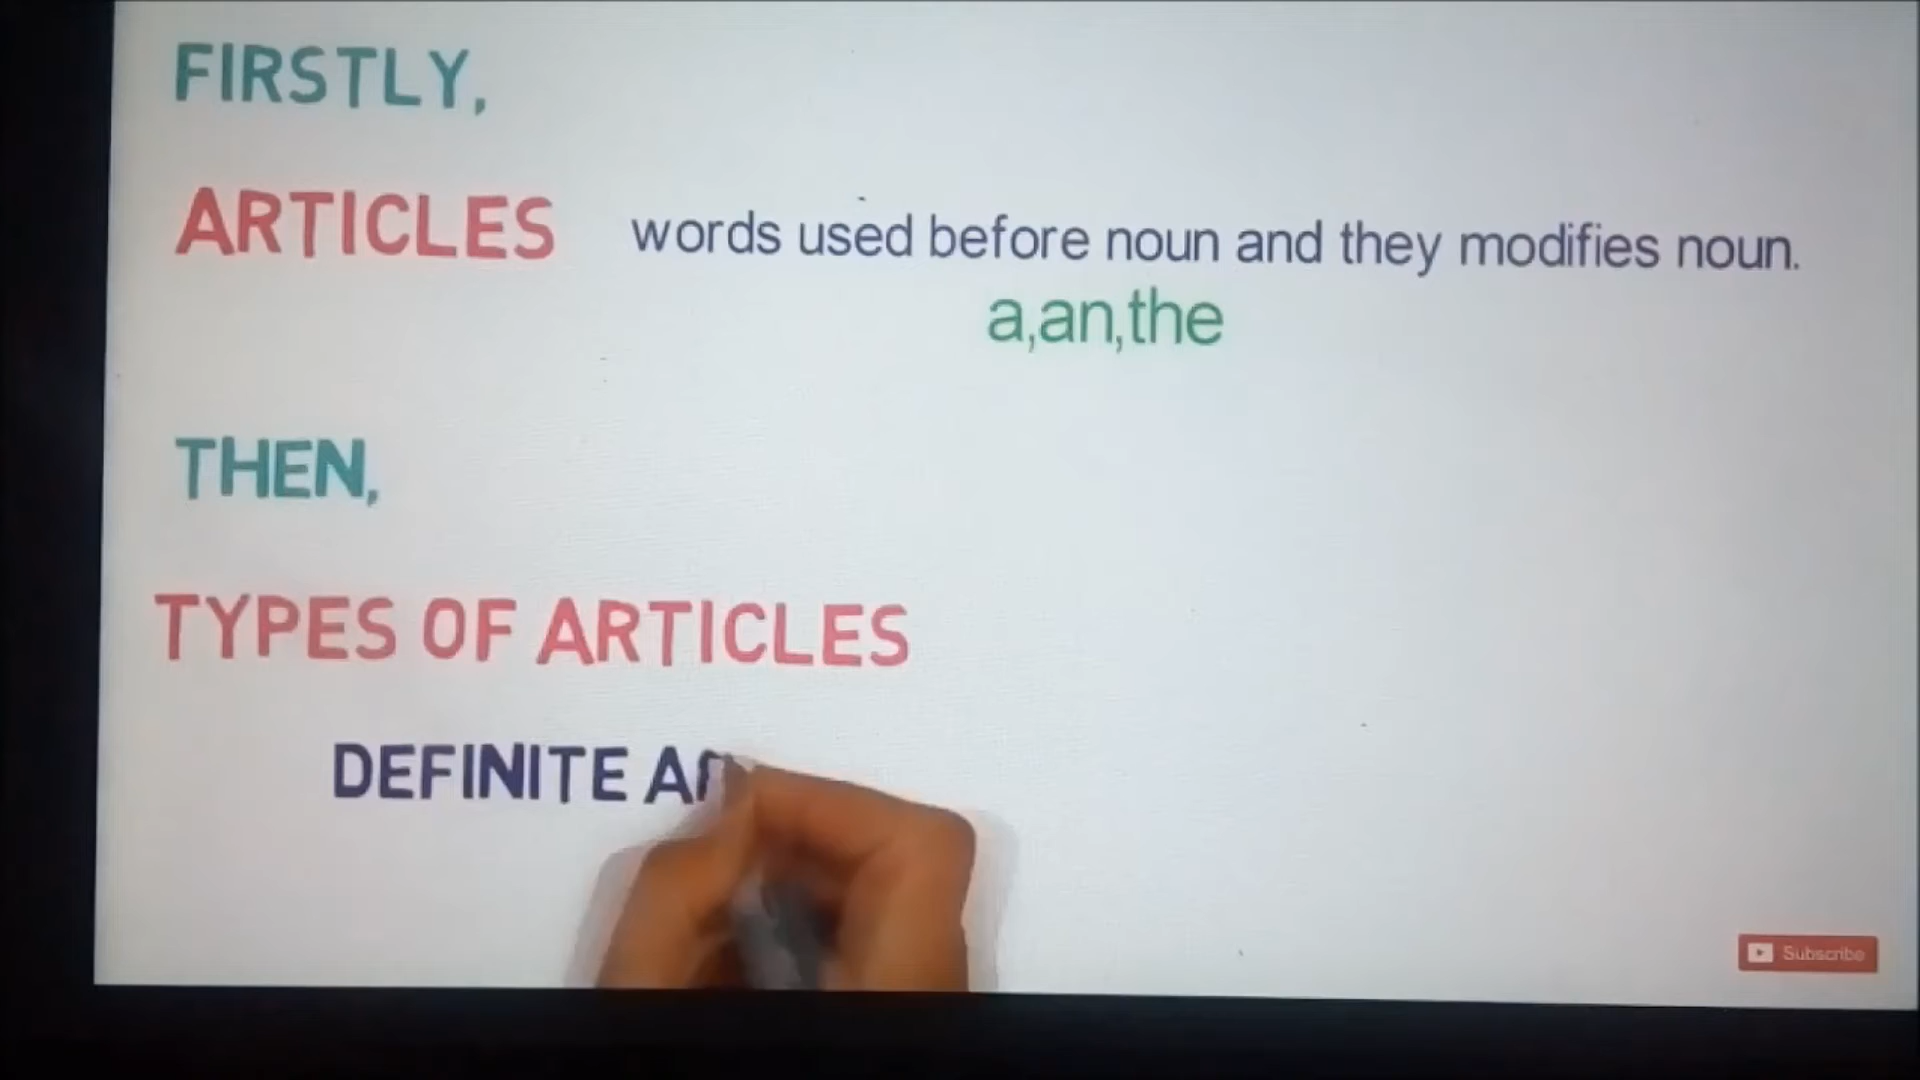 FIRSTLY,
ARTICLES words used before noun and they modifies noun.
a,an,the
THEN,
TYPES OF ARTICLES
DEFINITE
Subscribe